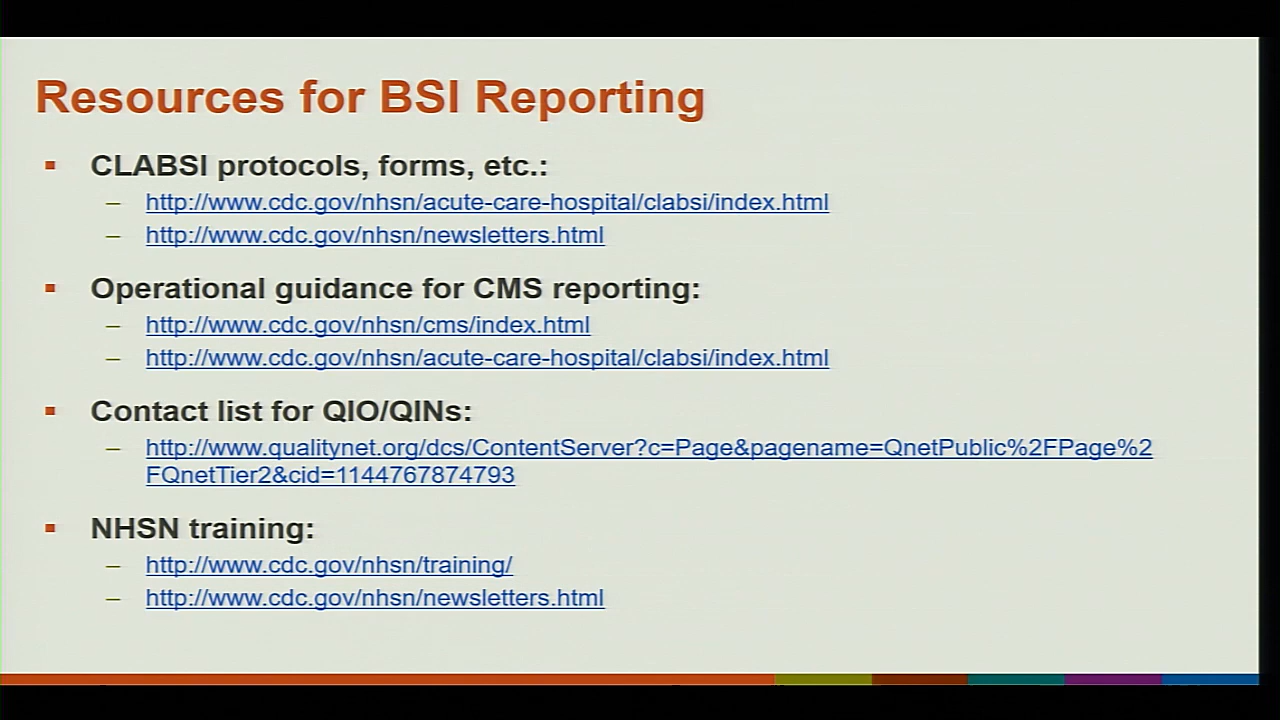 Resources for BSI Reporting
▪ CLABSI protocols, forms, etc.:
– http://www.cdc.gov/nhsn/acute-care-hospital/clabsi/index.html
– http://www.cdc.gov/nhsn/newsletters.html
▪ Operational guidance for CMS reporting:
– http://www.cdc.gov/nhsn/cms/index.html
– http://www.cdc.gov/nhsn/acute-care-hospital/clabsi/index.html
▪ Contact list for QIO/QINs:
– http://www.qualitynet.org/dcs/ContentServer?c=Page&pagename=QnetPublic%2FPage%2
FQnetTier2&cid=1144767874793
▪ NHSN training:
– http://www.cdc.gov/nhsn/training/
– http://www.cdc.gov/nhsn/newsletters.html